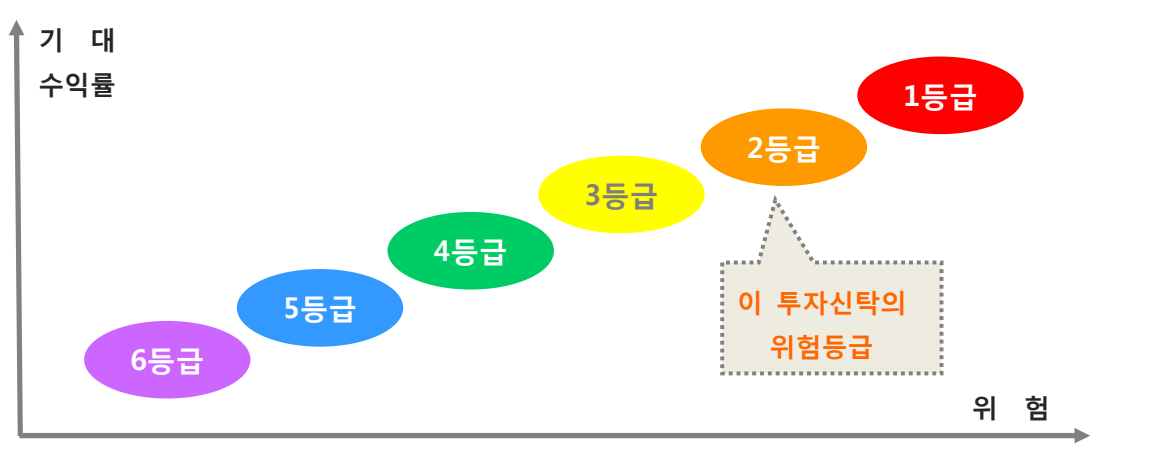 기 대
수익률
1등급
2등급
3등급
4등급
5등급
6등급
이 투자신탁의
위험등급
위 험